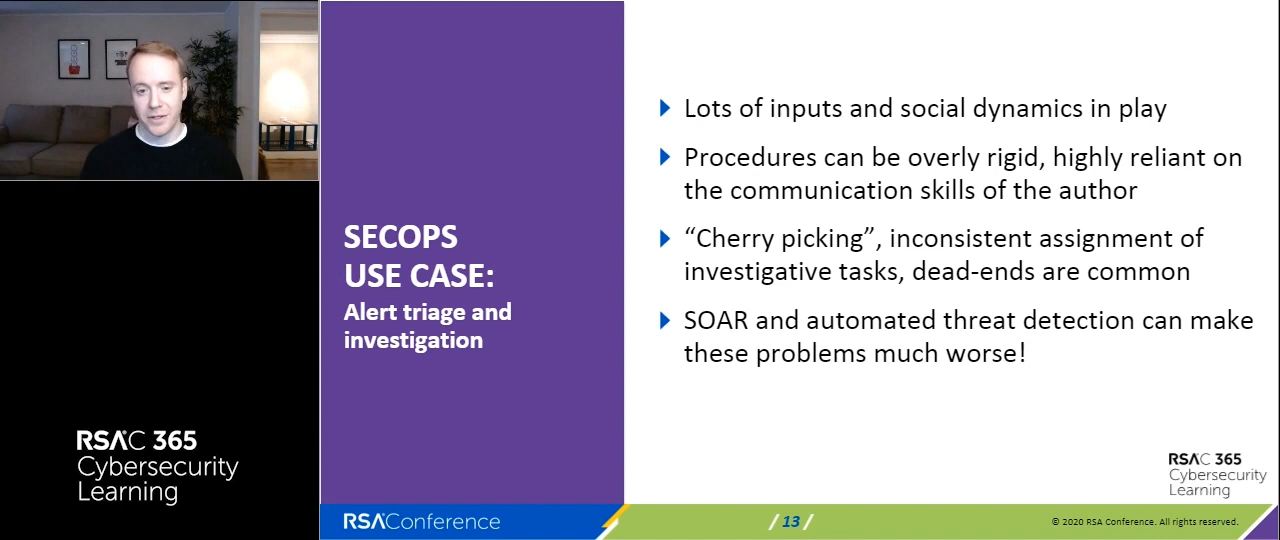 RSAC 365
Cybersecurity
Learning
SECOPS
USE CASE:
Alert triage and
investigation
Lots of inputs and social dynamics in play
Procedures can be overly rigid, highly reliant on
the communication skills of the author
“Cherry picking”, inconsistent assignment of
investigative tasks, dead-ends are common
SOAR and automated threat detection can make
these problems much worse!
RSAC 365
Cybersecurity
Learning
RSAConference
/ 13 /
© 2020 RSA Conference. All rights reserved.